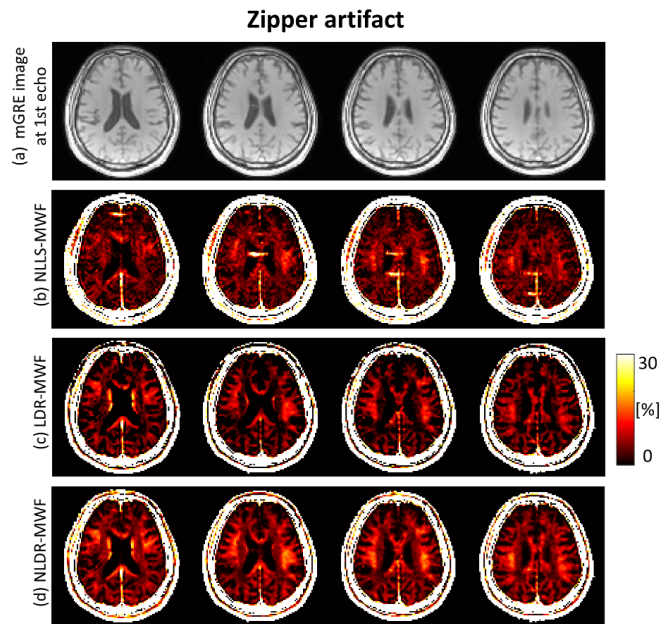 Zipper artifact
(a) mGRE image
at 1st echo
(b) NLLS-MWF
(c) LDR-MWF
30
[%]
0
(d) NLDR-MWF